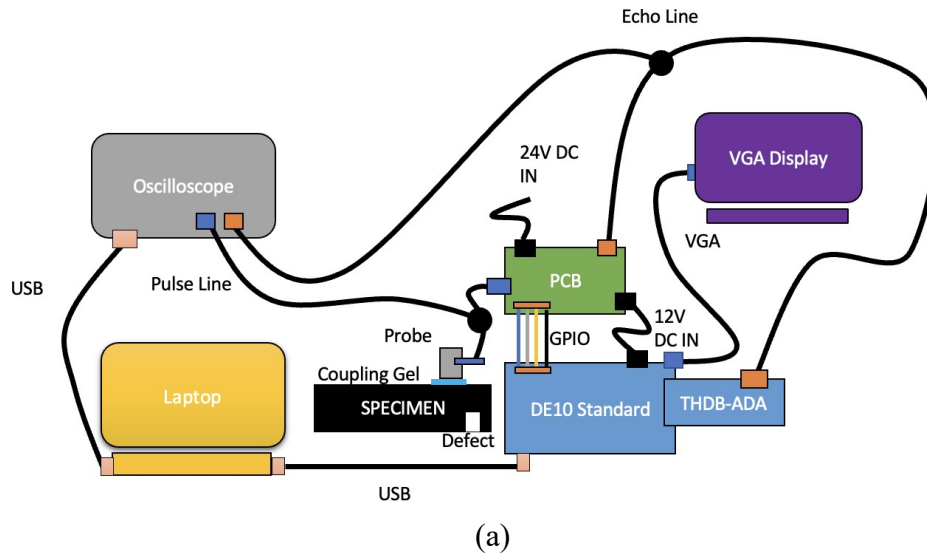 Echo Line
24V DC
IN
VGA Display
Oscilloscope
VGA
USB
Pulse Line
PCB
Probe
GPIO
12V
DC IN
Coupling Gel
Laptop
SPECIMEN
DE10 Standard
THDB-ADA
Defect
USB
(a)